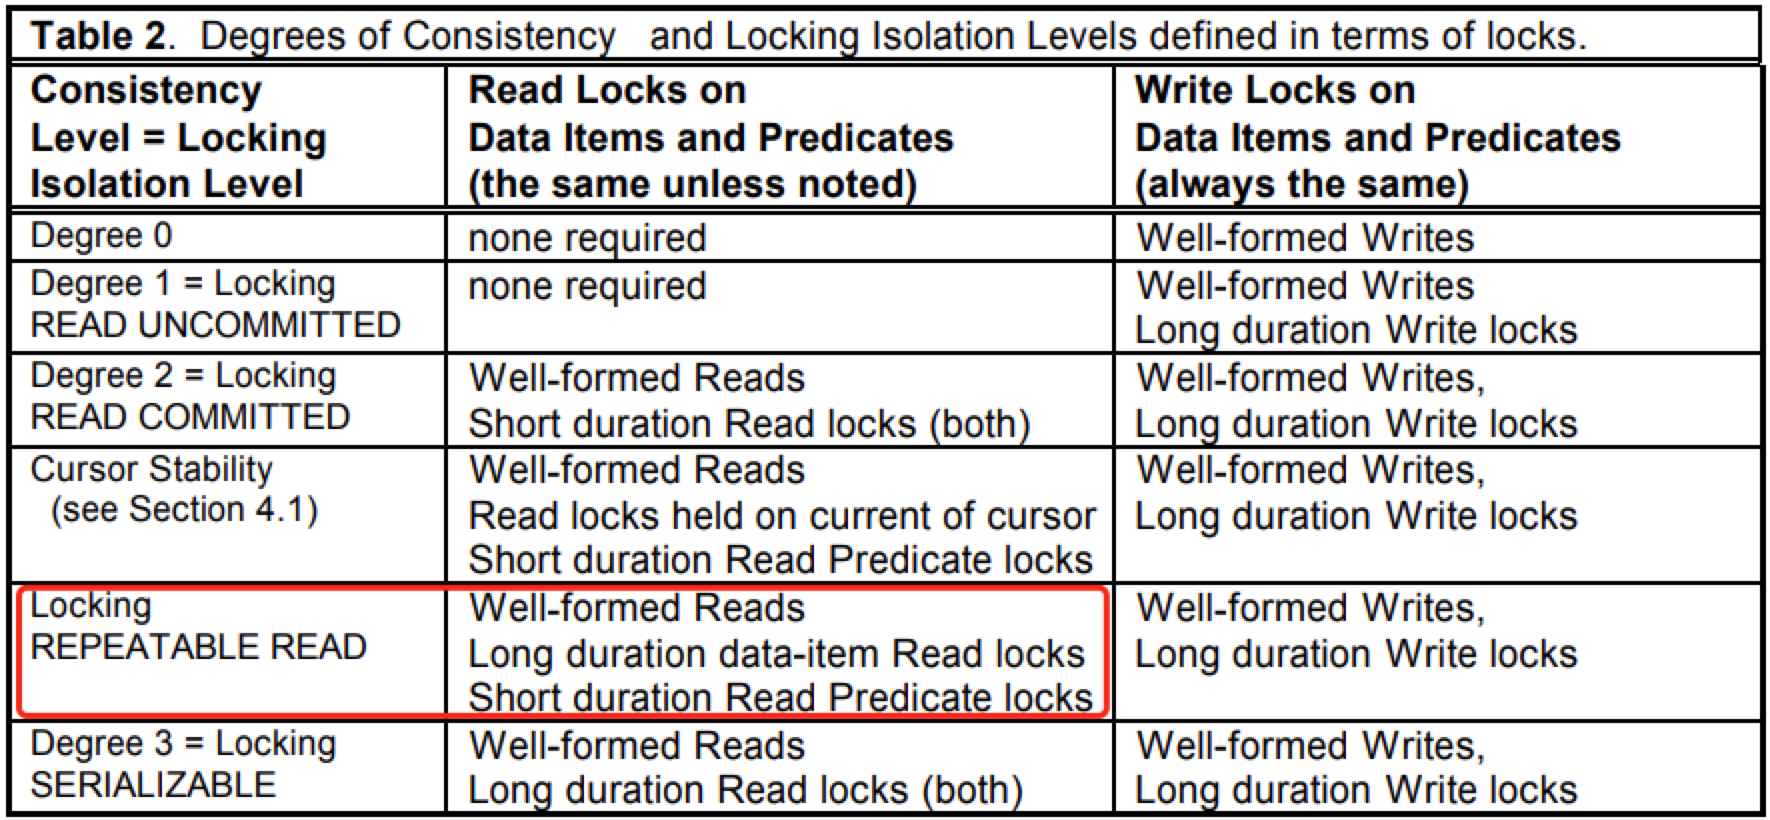 Table 2. Degrees of Consistency and Locking Isolation Levels defined in terms of locks.
Consistency
Level = Locking
Isolation Level
Read Locks on
Data Items and Predicates
(the same unless noted)
Write Locks on
Data Items and Predicates
(always the same)
Degree 0
none required
Well-formed Writes
Degree 1 = Locking
READ UNCOMMITTED
none required
Well-formed Writes
Long duration Write locks
Degree 2 = Locking
READ COMMITTED
Well-formed Reads
Short duration Read locks (both)
Well-formed Writes,
Long duration Write locks
Cursor Stability
(see Section 4.1)
Well-formed Reads
Read locks held on current of cursor
Short duration Read Predicate locks
Well-formed Writes,
Long duration Write locks
Locking
REPEATABLE READ
Well-formed Reads
Long duration data-item Read locks
Short duration Read Predicate locks
Well-formed Writes,
Long duration Write locks
Degree 3 = Locking
SERIALIZABLE
Well-formed Reads
Long duration Read locks (both)
Well-formed Writes,
Long duration Write locks